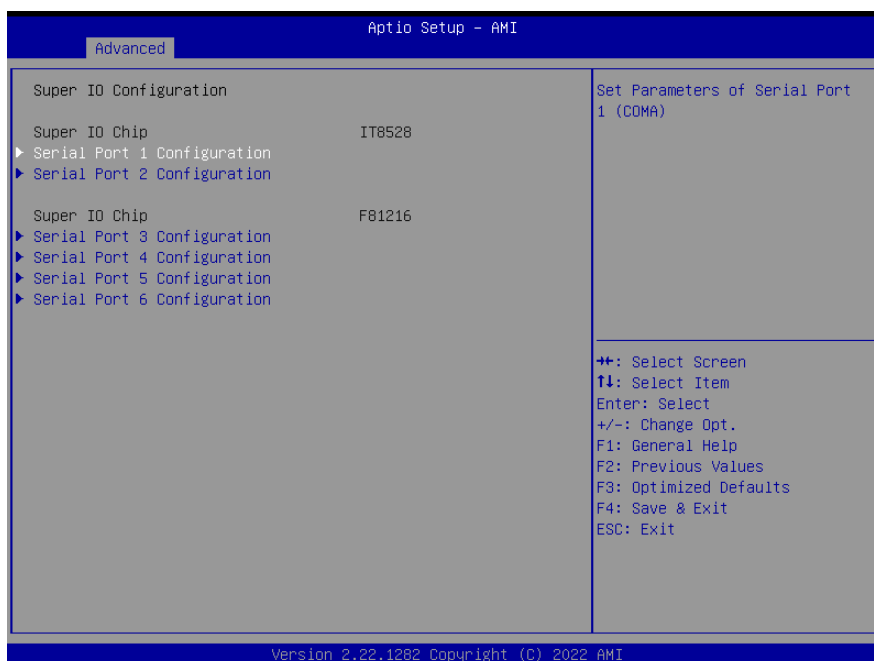 Aptio Setup – AMI
Advanced
Super IO Configuration
Super IO Chip IT8528
Serial Port 1 Configuration
Serial Port 2 Configuration
Super IO Chip F81216
Serial Port 3 Configuration
Serial Port 4 Configuration
Serial Port 5 Configuration
Serial Port 6 Configuration
Set Parameters of Serial Port
1 (COMA)
→←: Select Screen
↑↓: Select Item
Enter: Select
+/-: Change Opt.
F1: General Help
F2: Previous Values
F3: Optimized Defaults
F4: Save & Exit
ESC: Exit
Version 2.22.1282 Copyright (C) 2022 AMI